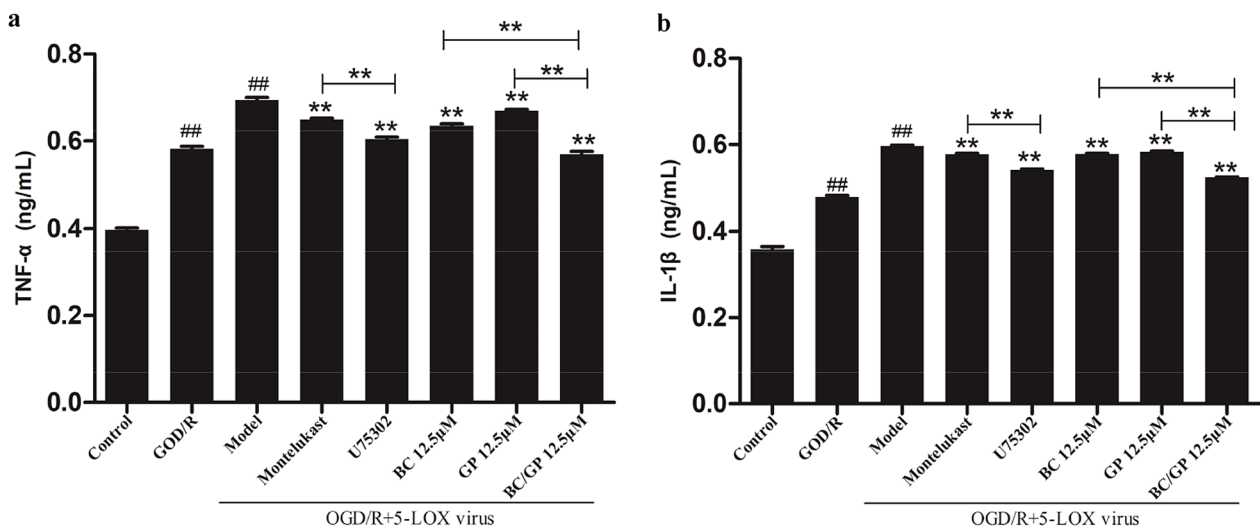 a
**
**
##
**
**
**
**
**
##
0.8
0.6
0.4
0.2
0.0
TNF-α (ng/mL)
Control
GOD/R
Model
Montelukast
U75302
BC 12.5μM
GP 12.5μM
BC/GP 12.5μM
OGD/R+5-LOX virus
b
**
**
**
##
**
**
**
**
**
##
0.8
0.6
0.4
0.2
0.0
IL-1β (ng/mL)
Control
GOD/R
Model
Montelukast
U75302
BC 12.5μM
GP 12.5μM
BC/GP 12.5μM
OGD/R+5-LOX virus